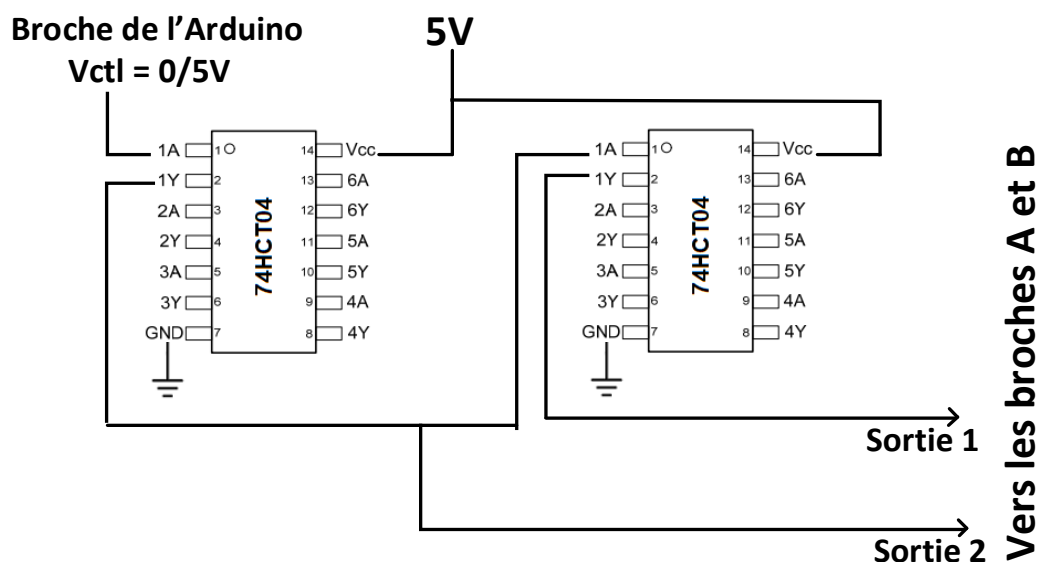 Broche de l’Arduino
Vctl = 0/5V
5V
1A 1 14 Vcc
1Y 2 13 6A
2A 3 12 6Y
2Y 4 11 5A
3A 5 10 5Y
3Y 6 9 4A
GND 7 8 4Y
74HCT04
1A 1 14 Vcc
1Y 2 13 6A
2A 3 12 6Y
2Y 4 11 5A
3A 5 10 5Y
3Y 6 9 4A
GND 7 8 4Y
74HCT04
Sortie 1
Sortie 2
Vers les broches A et B